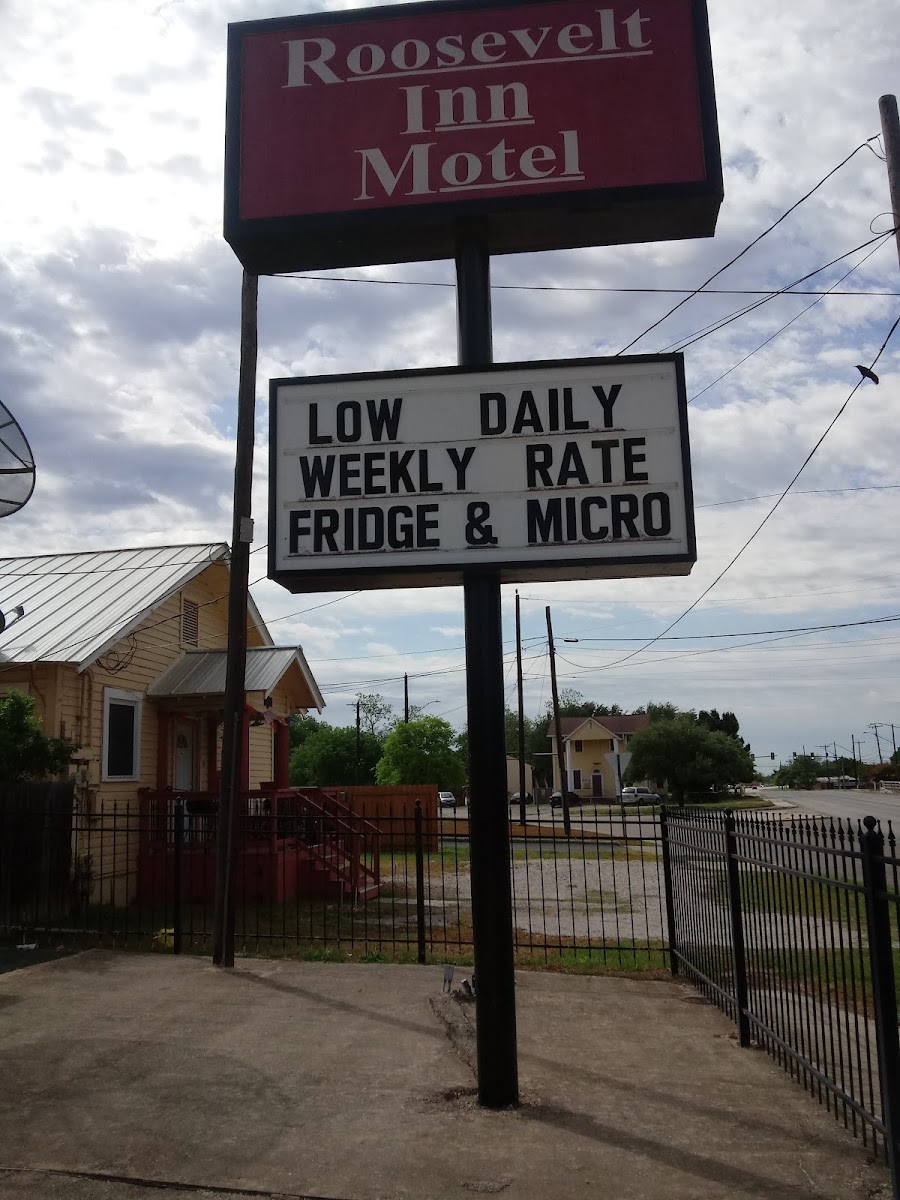 Roosevelt
Inn
Motel
LOW DAILY
WEEKLY RATE
FRIDGE & MICRO